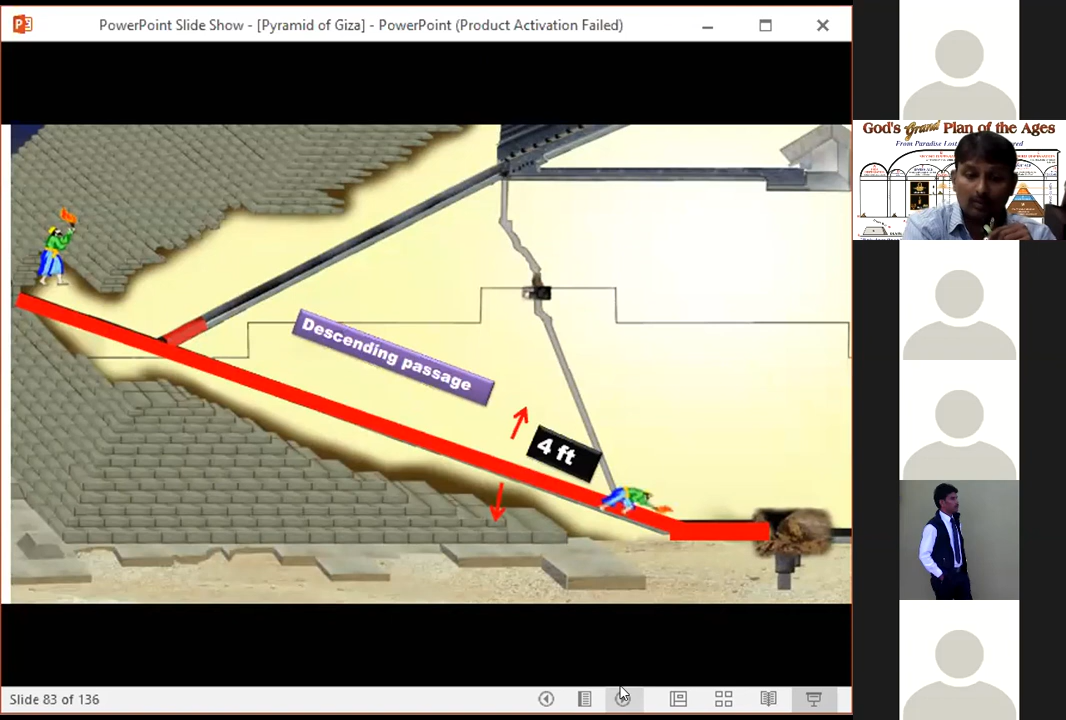 PowerPoint Slide Show - [Pyramid of Giza] - PowerPoint (Product Activation Failed)
God's Grand Plan of the Ages
From Paradise Lost
Descending passage
4 ft
Slide 83 of 136